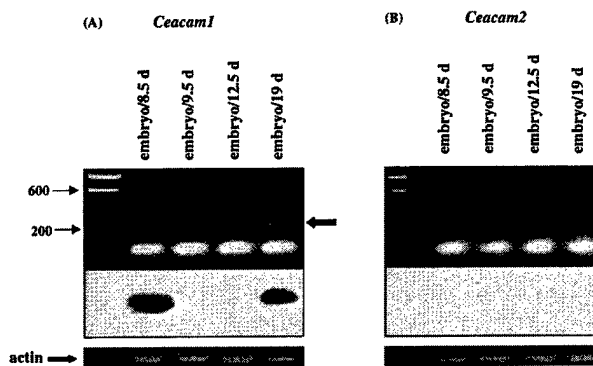 (A) Ceacam1
(B) Ceacam2
embryo/8.5 d
embryo/9.5 d
embryo/12.5 d
embryo/19 d
embryo/8.5 d
embryo/9.5 d
embryo/12.5 d
embryo/19 d
600
200
actin